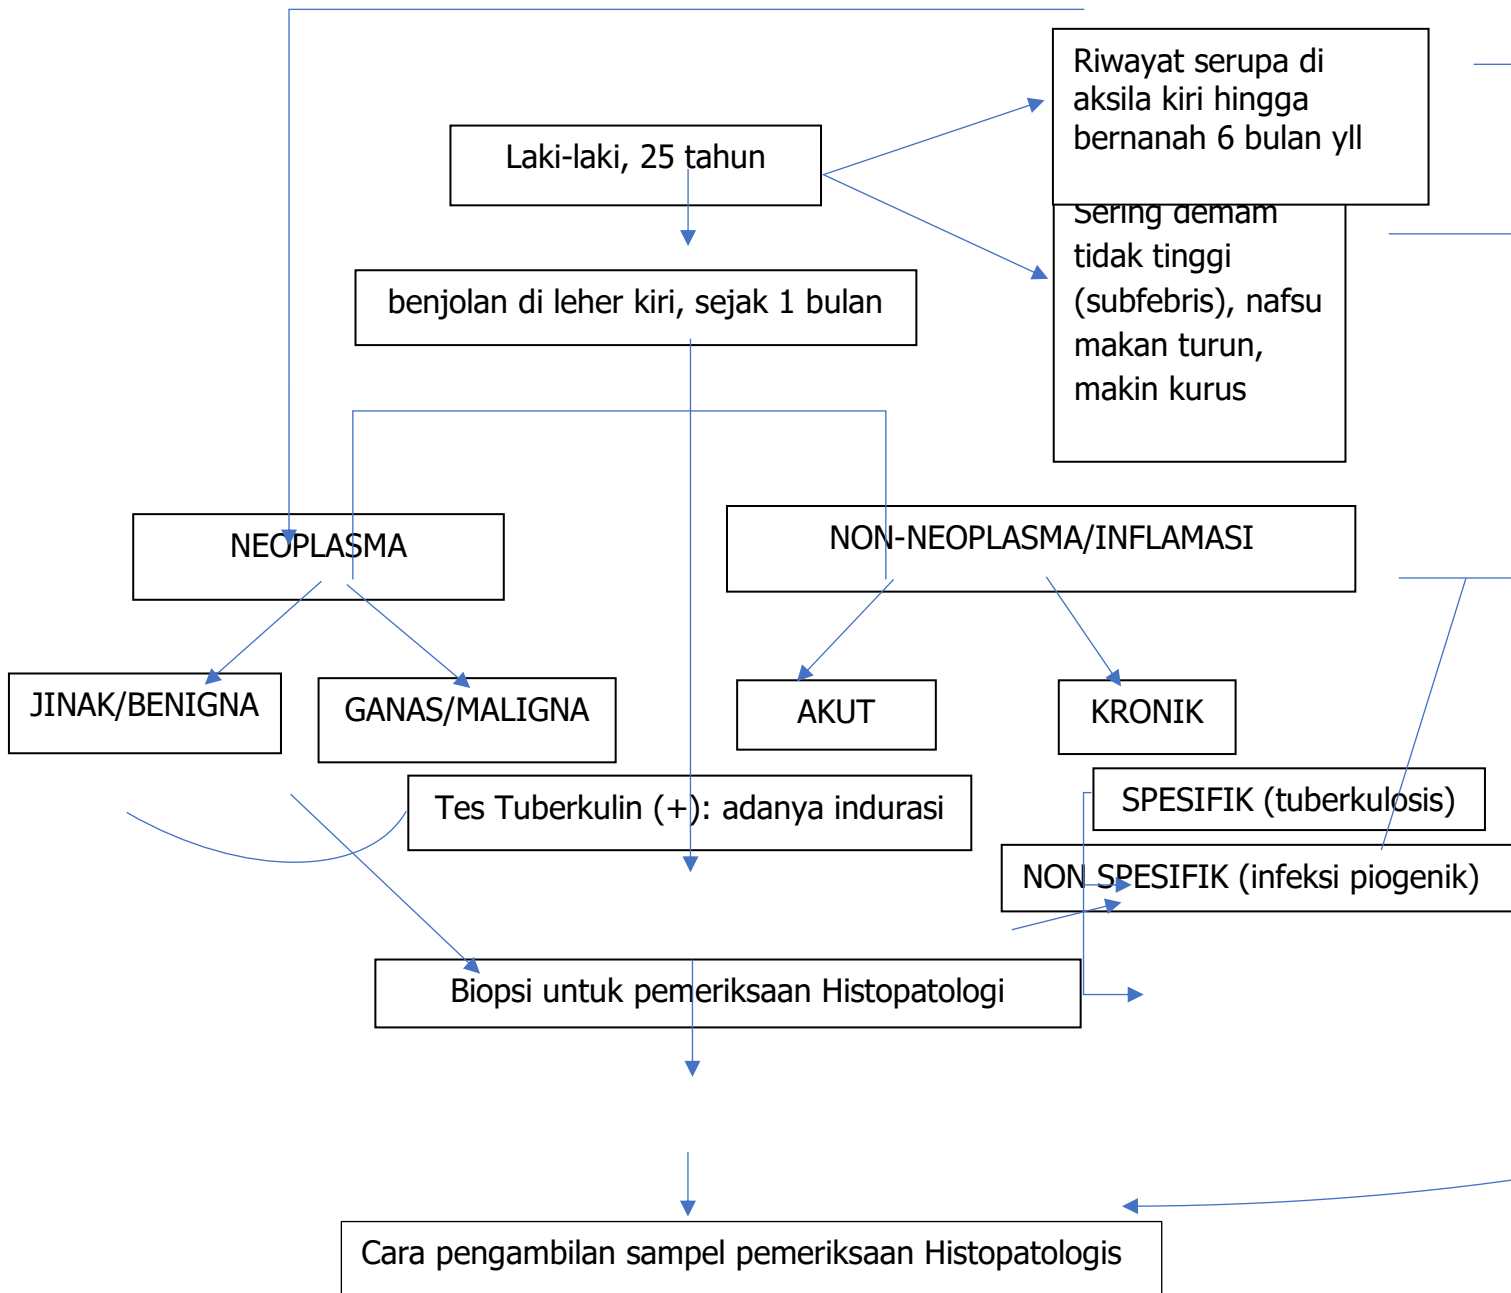 Riwayat serupa di
aksila kiri hingga
bernanah 6 bulan yll
Laki-laki, 25 tahun
Sering demam
tidak tinggi
(subfebris), nafsu
makan turun,
makin kurus
benjolan di leher kiri, sejak 1 bulan
NEOPLASMA
NON-NEOPLASMA/INFLAMASI
JINAK/BENIGNA
GANAS/MALIGNA
AKUT
KRONIK
Tes Tuberkulin (+): adanya indurasi
SPESIFIK (tuberkulosis)
NON SPESIFIK (infeksi piogenik)
Biopsi untuk pemeriksaan Histopatologi
Cara pengambilan sampel pemeriksaan Histopatologis